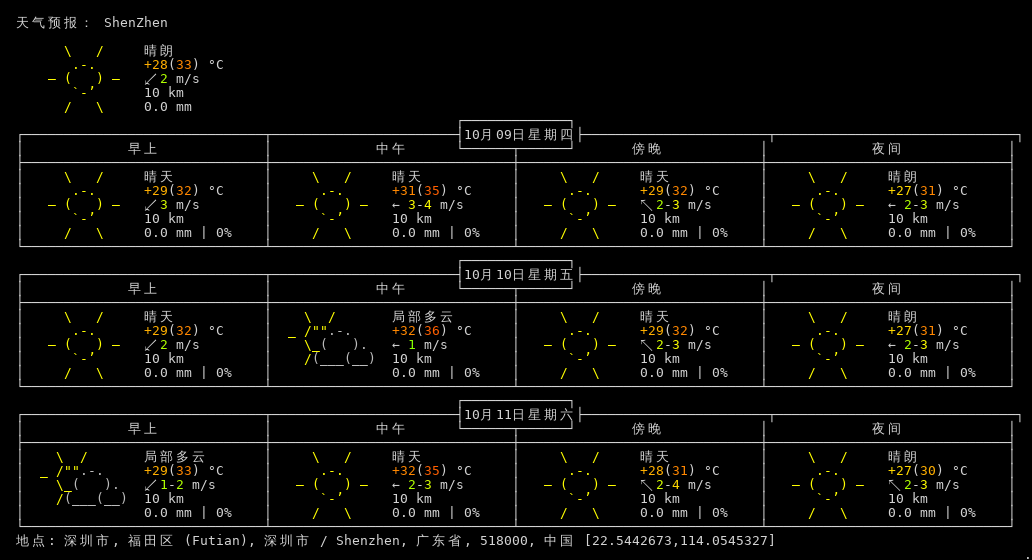 天气预报： ShenZhen
晴朗
+28(33) °C
↙2 m/s
10 km
0.0 mm
10月09日星期四
早上 中午 傍晚 夜间
晴天 晴天 晴天 晴朗
+29(32) °C +31(35) °C +29(32) °C +27(31) °C
↙3 m/s ← 3-4 m/s ↖2-3 m/s ← 2-3 m/s
10 km 10 km 10 km 10 km
0.0 mm | 0% 0.0 mm | 0% 0.0 mm | 0% 0.0 mm | 0%
10月10日星期五
早上 中午 傍晚 夜间
晴天 局部多云 晴天 晴朗
+29(32) °C +32(36) °C +29(32) °C +27(31) °C
↙2 m/s ← 1 m/s ↖2-3 m/s ← 2-3 m/s
10 km 10 km 10 km 10 km
0.0 mm | 0% 0.0 mm | 0% 0.0 mm | 0% 0.0 mm | 0%
10月11日星期六
早上 中午 傍晚 夜间
局部多云 晴天 晴天 晴朗
+29(33) °C +32(35) °C +28(31) °C +27(30) °C
↙1-2 m/s ← 2-3 m/s ↖2-4 m/s ↖2-3 m/s
10 km 10 km 10 km 10 km
0.0 mm | 0% 0.0 mm | 0% 0.0 mm | 0% 0.0 mm | 0%
地点: 深圳市, 福田区 (Futian), 深圳市 / Shenzhen, 广东省, 518000, 中国 [22.5442673,114.0545327]